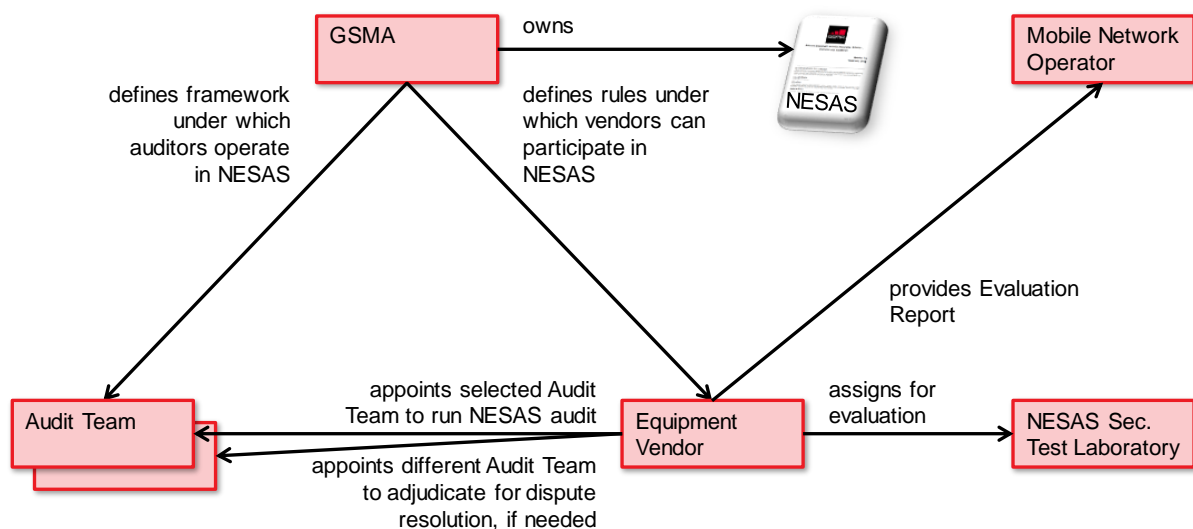 GSMA
owns
NESAS
Mobile Network
Operator
defines framework
under which
auditors operate
in NESAS
defines rules under
which vendors can
participate in
NESAS
provides Evaluation
Report
Audit Team
appoints selected Audit
Team to run NESAS audit
Equipment
Vendor
assigns for
evaluation
NESAS Sec.
Test Laboratory
appoints different Audit Team
to adjudicate for dispute
resolution, if needed